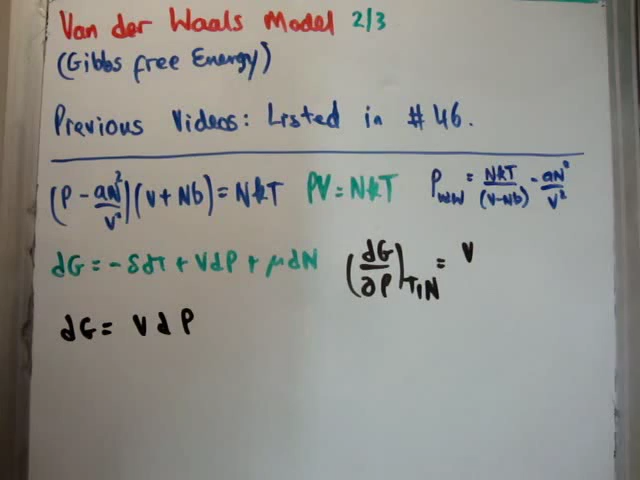 Van der Waals Model 2/3
(Gibbs free Energy)
Previous Videos: Listed in # 46.
(P - aN²/V²)(V + Nb) = NkT PV = NkT P_VDW = NkT/(V-Nb) - aN²/V²
dG = -SdT + VdP + μdN (∂G/∂P)_T,N = V
dG = VdP